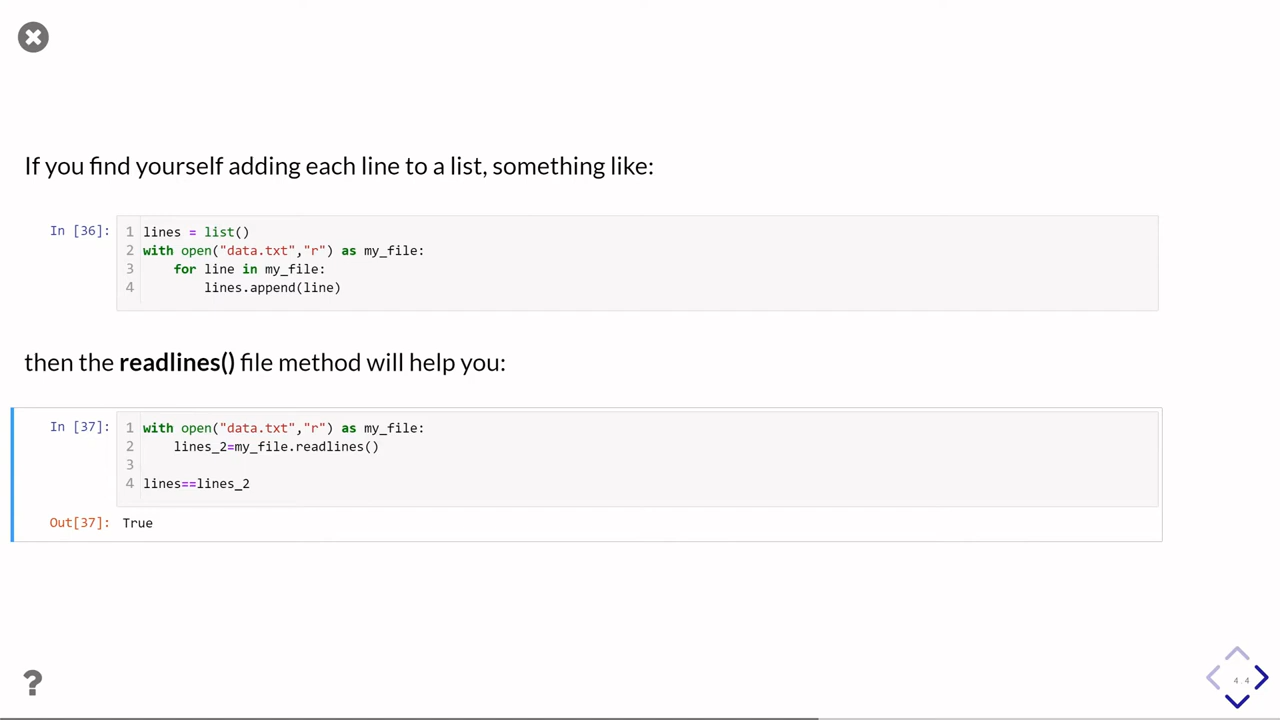 If you find yourself adding each line to a list, something like:
In [36]:
1 lines = list()
2 with open("data.txt","r") as my_file:
3     for line in my_file:
4         lines.append(line)
then the readlines() file method will help you:
In [37]:
1 with open("data.txt","r") as my_file:
2     lines_2=my_file.readlines()
3
4 lines==lines_2
Out[37]: True
?
4.4